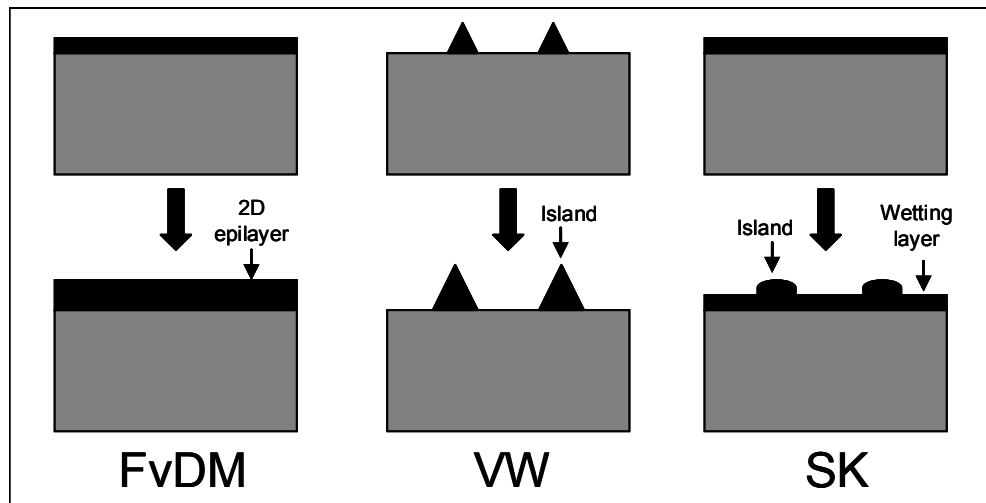 2D
epilayer
Island
Island
Wetting
layer
FvDM
VW
SK